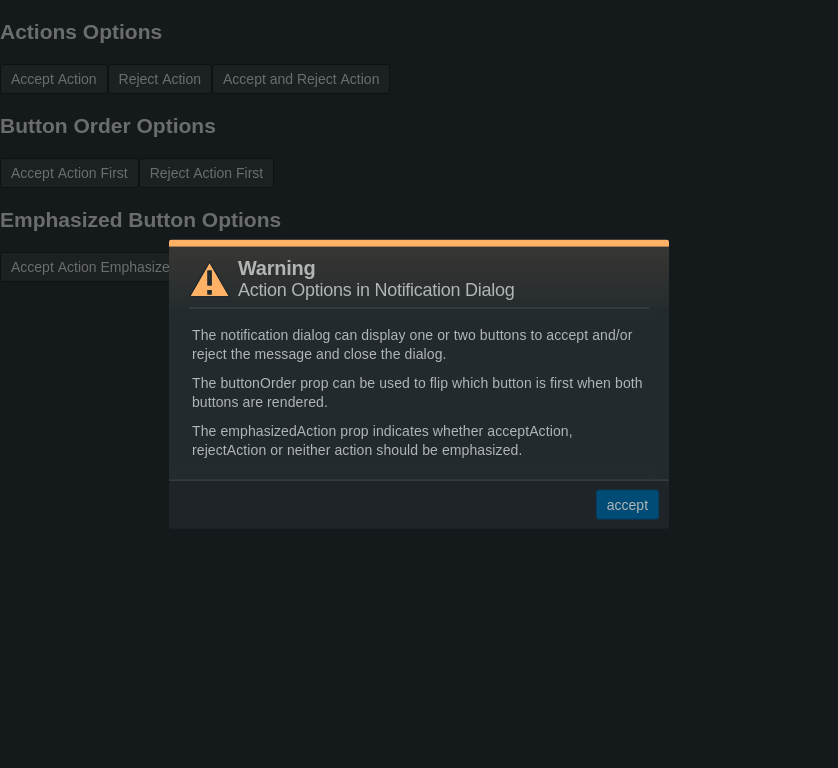 Actions Options
Accept Action Reject Action Accept and Reject Action
Button Order Options
Accept Action First Reject Action First
Emphasized Button Options
Accept Action Emphasize
Warning
Action Options in Notification Dialog
The notification dialog can display one or two buttons to accept and/or
reject the message and close the dialog.
The buttonOrder prop can be used to flip which button is first when both
buttons are rendered.
The emphasizedAction prop indicates whether acceptAction,
rejectAction or neither action should be emphasized.
accept